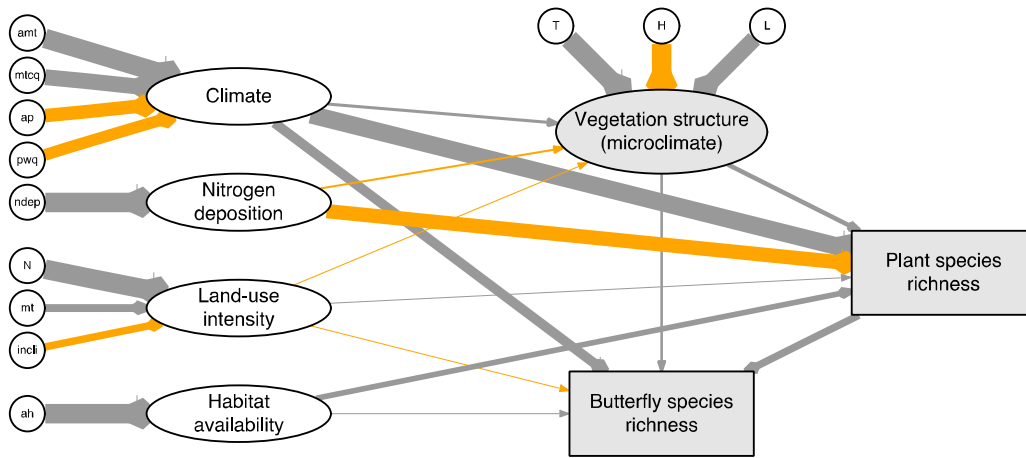 amt
mtcq
ap
pwq
ndep
N
mt
incli
ah
T
H
L
Climate
Nitrogen
deposition
Land-use
intensity
Habitat
availability
Vegetation structure
(microclimate)
Plant species
richness
Butterfly species
richness